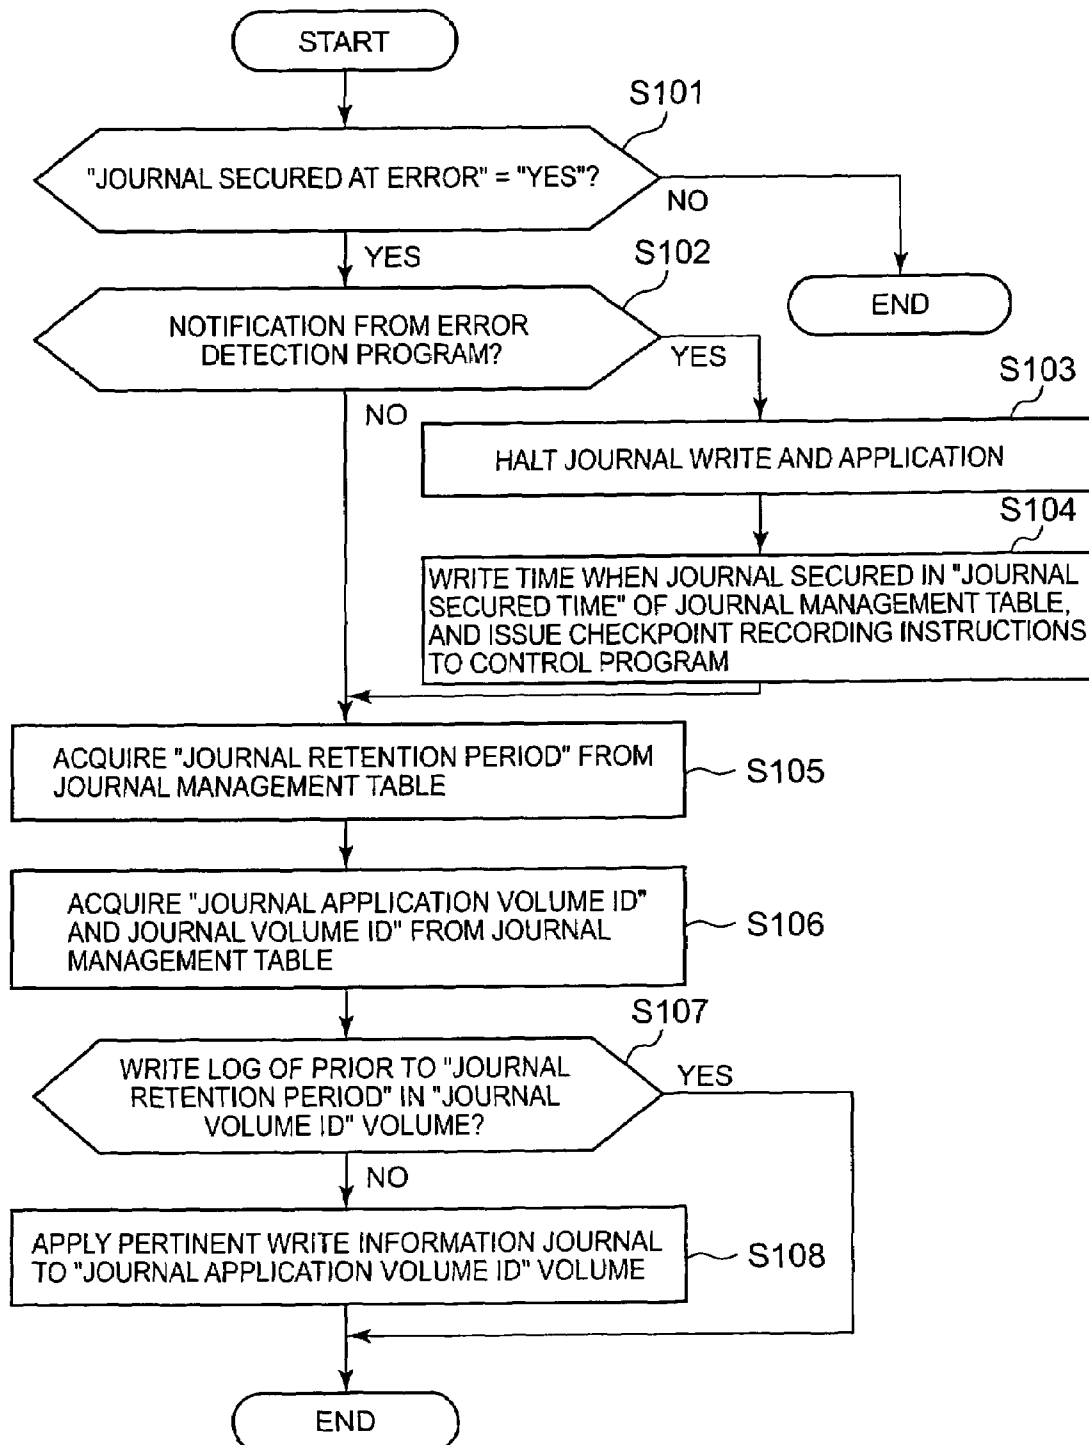 START
S101
"JOURNAL SECURED AT ERROR" = "YES"?
NO
YES
S102
END
NOTIFICATION FROM ERROR
DETECTION PROGRAM?
YES
NO
S103
HALT JOURNAL WRITE AND APPLICATION
S104
WRITE TIME WHEN JOURNAL SECURED IN "JOURNAL
SECURED TIME" OF JOURNAL MANAGEMENT TABLE,
AND ISSUE CHECKPOINT RECORDING INSTRUCTIONS
TO CONTROL PROGRAM
ACQUIRE "JOURNAL RETENTION PERIOD" FROM
JOURNAL MANAGEMENT TABLE
S105
ACQUIRE "JOURNAL APPLICATION VOLUME ID"
AND JOURNAL VOLUME ID" FROM JOURNAL
MANAGEMENT TABLE
S106
S107
WRITE LOG OF PRIOR TO "JOURNAL
RETENTION PERIOD" IN "JOURNAL
VOLUME ID" VOLUME?
YES
NO
APPLY PERTINENT WRITE INFORMATION JOURNAL
TO "JOURNAL APPLICATION VOLUME ID" VOLUME
S108
END